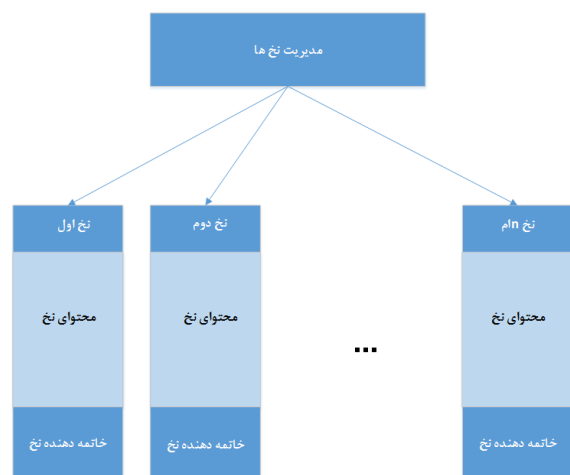 مدیریت نخ ها
نخ اول
نخ دوم
نخ nام
محتوای نخ
محتوای نخ
...
محتوای نخ
خاتمه دهنده نخ
خاتمه دهنده نخ
خاتمه دهنده نخ